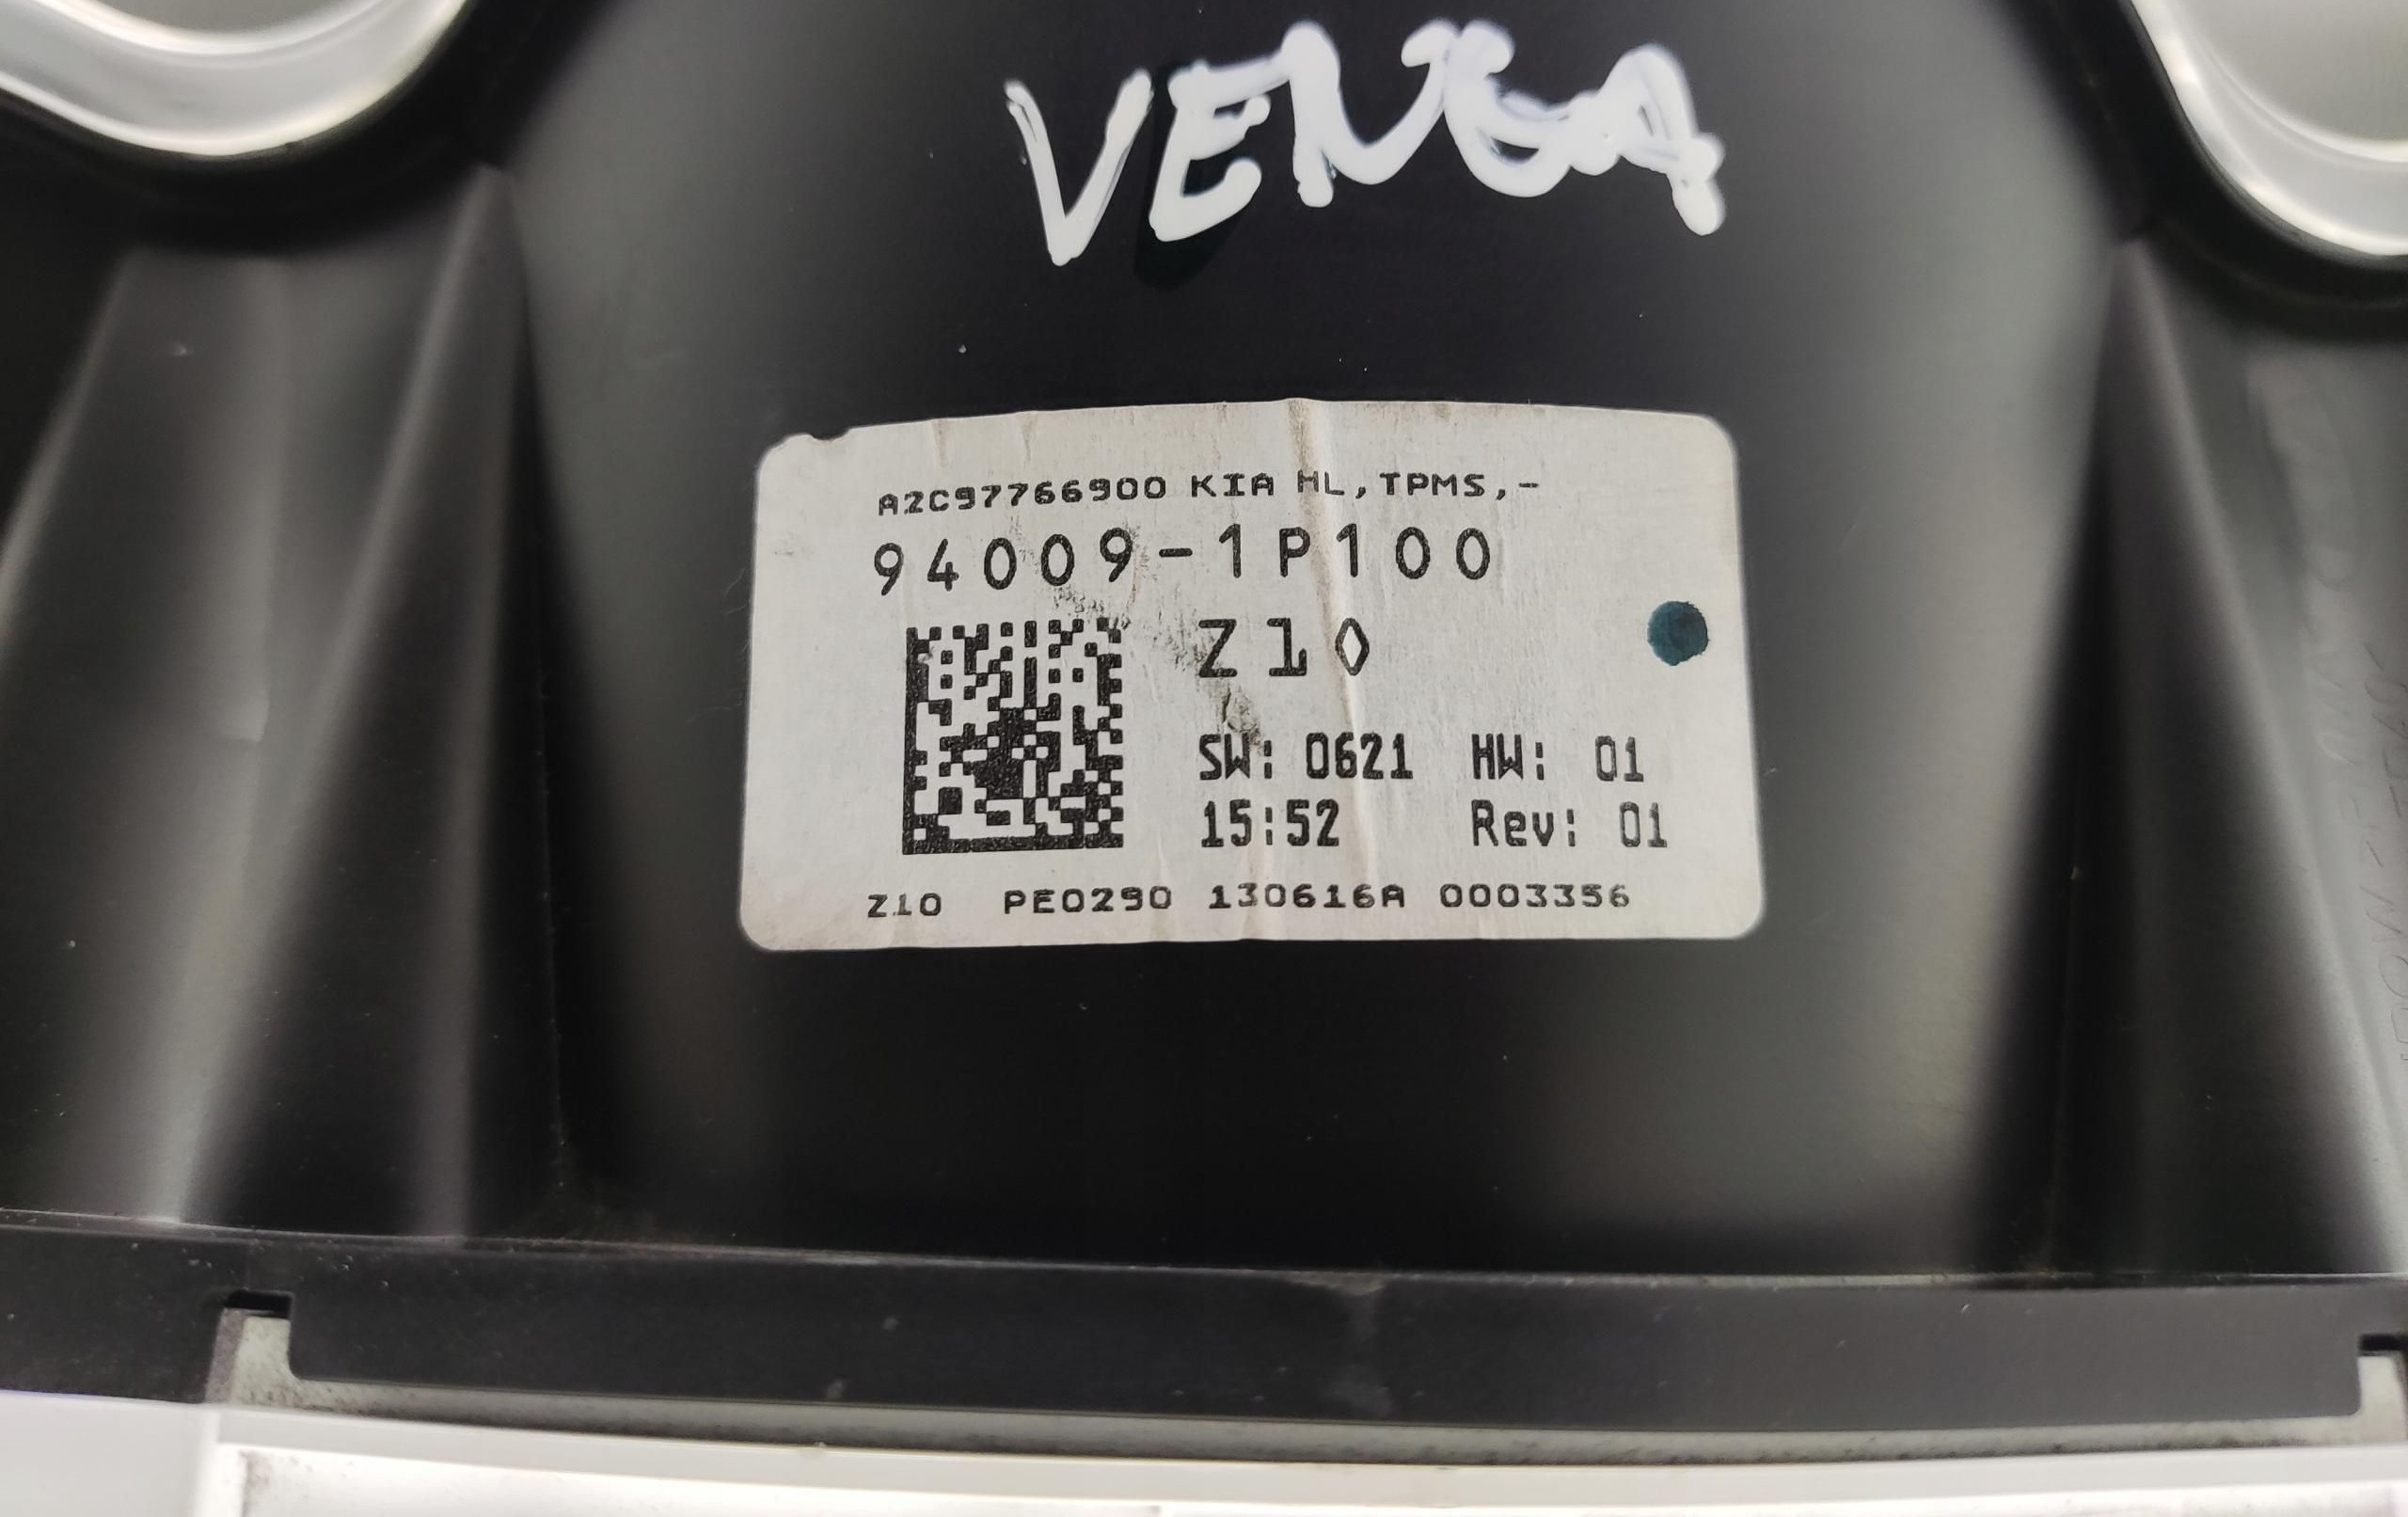 VENGA
A2C97766900 KIA ML,TPMS,-
94009-1P100
Z10
SW: 0621 HW: 01
15:52 Rev: 01
Z10 PE0290 130616A 0003356